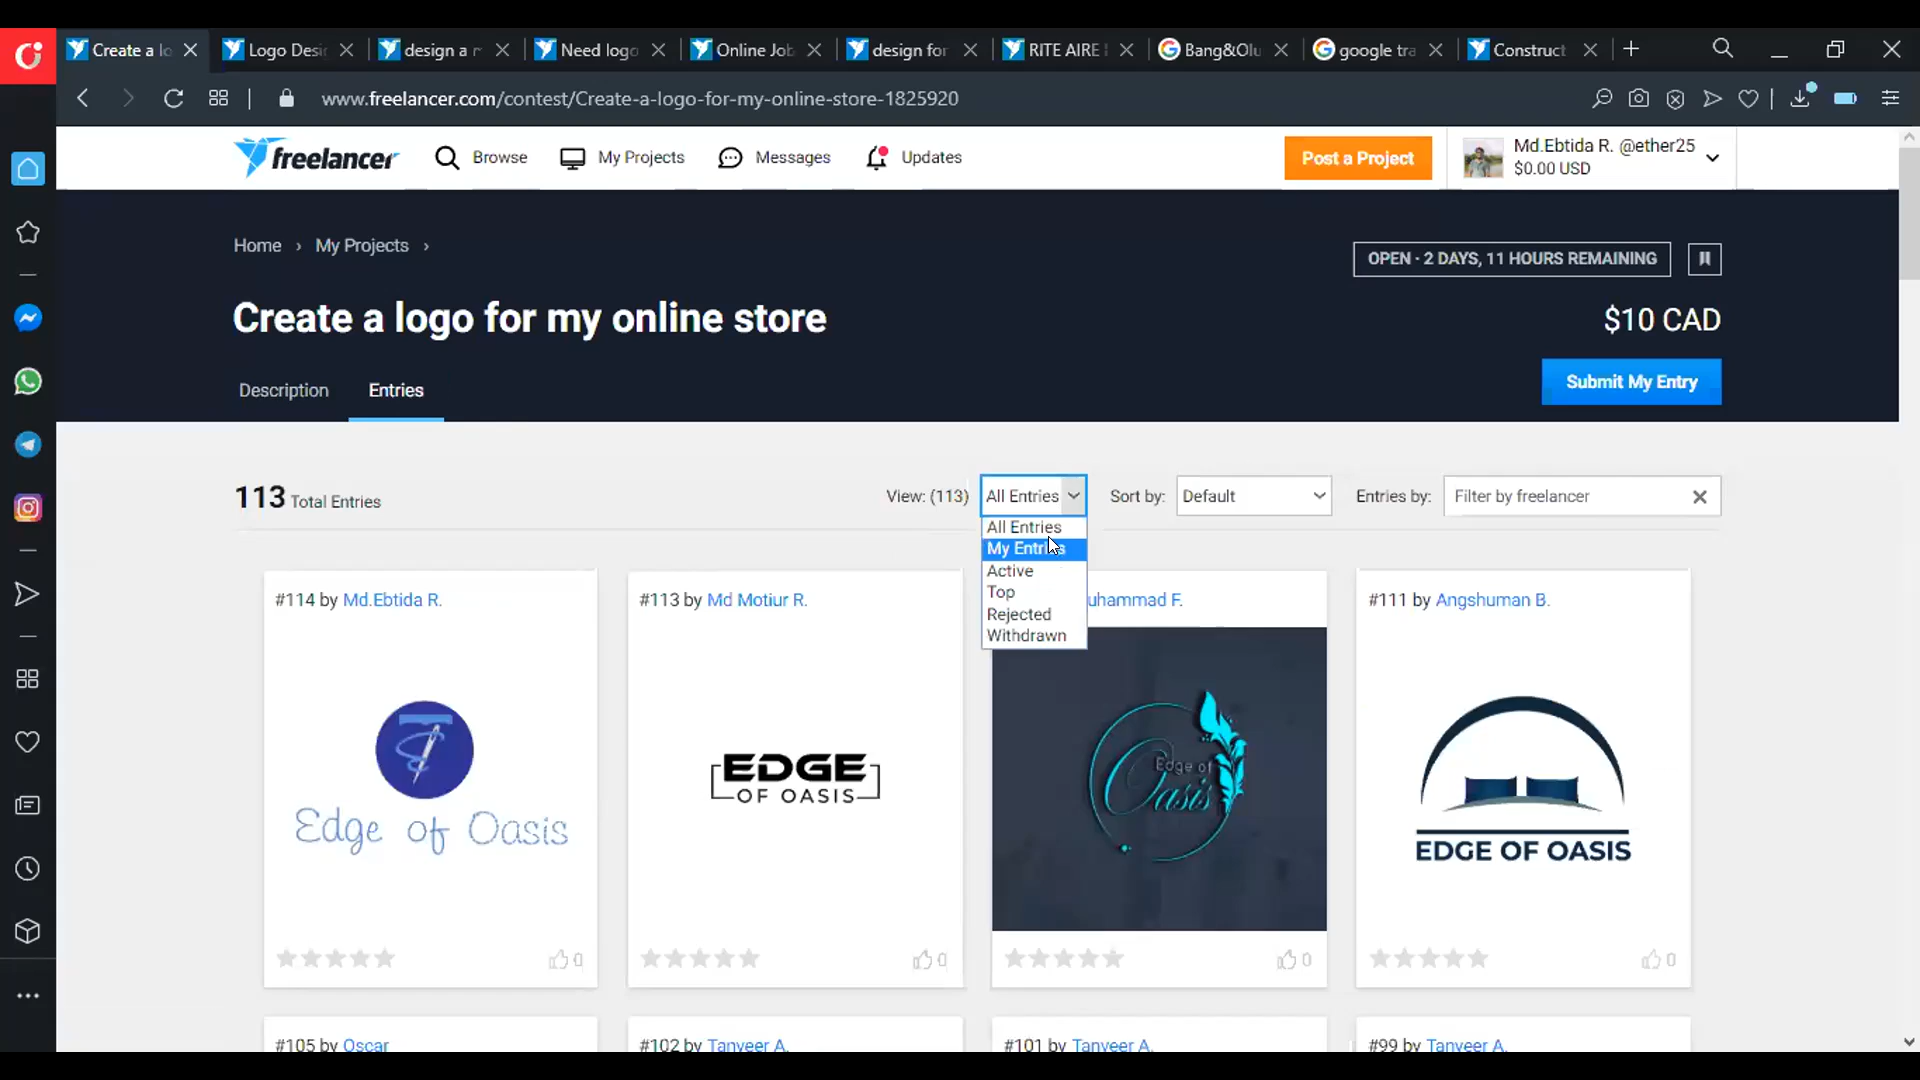 Create a lo
Logo Desi
design a m
Need logo
Online Job
design for
RITE AIRE
Bang&Olu
google tra
Construct
www.freelancer.com/contest/Create-a-logo-for-my-online-store-1825920
freelancer
Browse
My Projects
Messages
Updates
Post a Project
Md.Ebtida R. @ether25
$0.00 USD
Home › My Projects ›
OPEN - 2 DAYS, 11 HOURS REMAINING
Create a logo for my online store
$10 CAD
Description
Entries
Submit My Entry
113 Total Entries
View: (113)
All Entries
Sort by:
Default
Entries by:
Filter by freelancer
All Entries
My Entries
Active
Top
Rejected
Withdrawn
#114 by Md.Ebtida R.
Edge of Oasis
0
#113 by Md Motiur R.
EDGE
OF OASIS
0
uhammad F.
Edge of
Oasis
0
#111 by Angshuman B.
EDGE OF OASIS
0
#105 by Oscar
#102 by Tanveer A.
#101 by Tanveer A.
#99 by Tanveer A.